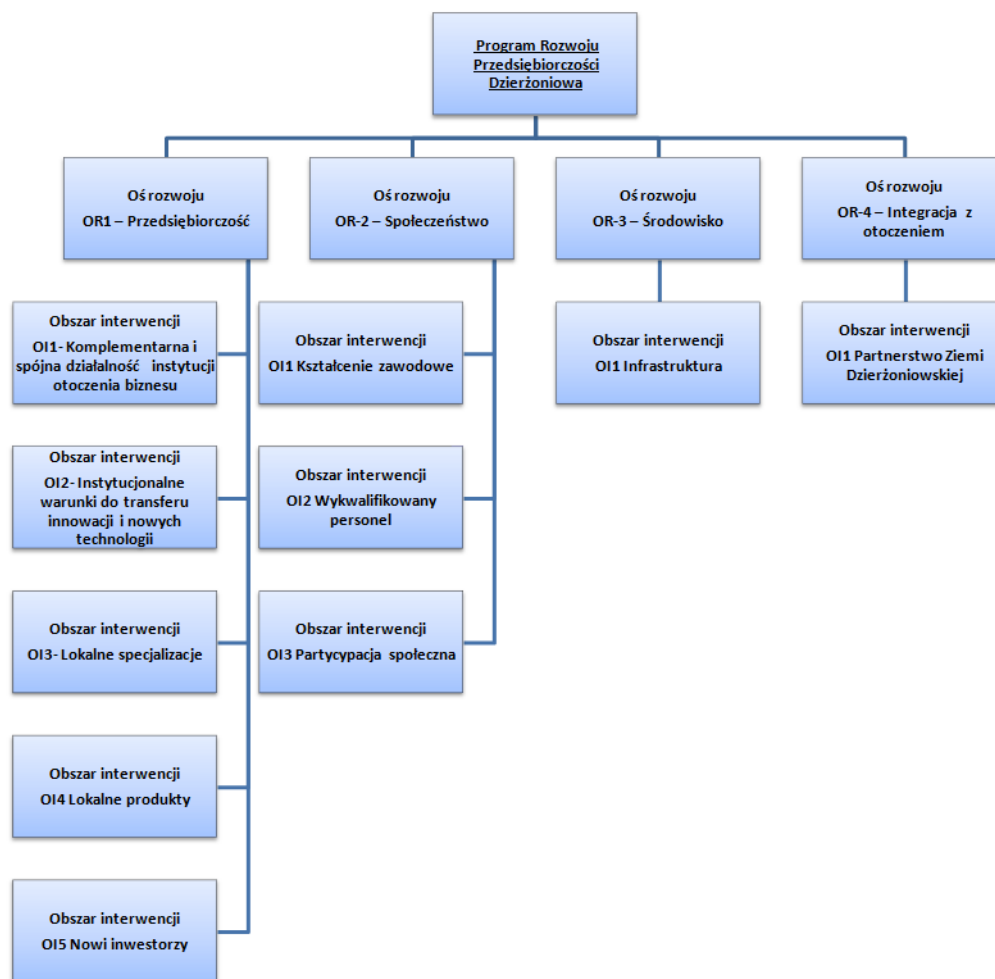 Program Rozwoju
Przedsiębiorczości
Dzierżoniowa
Oś rozwoju
OR1 – Przedsiębiorczość
Oś rozwoju
OR-2 – Społeczeństwo
Oś rozwoju
OR-3 – Środowisko
Oś rozwoju
OR-4 – Integracja z
otoczeniem
Obszar interwencji
OI1- Komplementarna i
spójna działalność instytucji
otoczenia biznesu
Obszar interwencji
OI1 Kształcenie zawodowe
Obszar interwencji
OI1 Infrastruktura
Obszar interwencji
OI1 Partnerstwo Ziemi
Dzierżoniowskiej
Obszar interwencji
OI2- Instytucjonalne
warunki do transferu
innowacji i nowych
technologii
Obszar interwencji
OI2 Wykwalifikowany
personel
Obszar interwencji
OI3- Lokalne specjalizacje
Obszar interwencji
OI3 Partycypacja społeczna
Obszar interwencji
OI4 Lokalne produkty
Obszar interwencji
OI5 Nowi inwestorzy